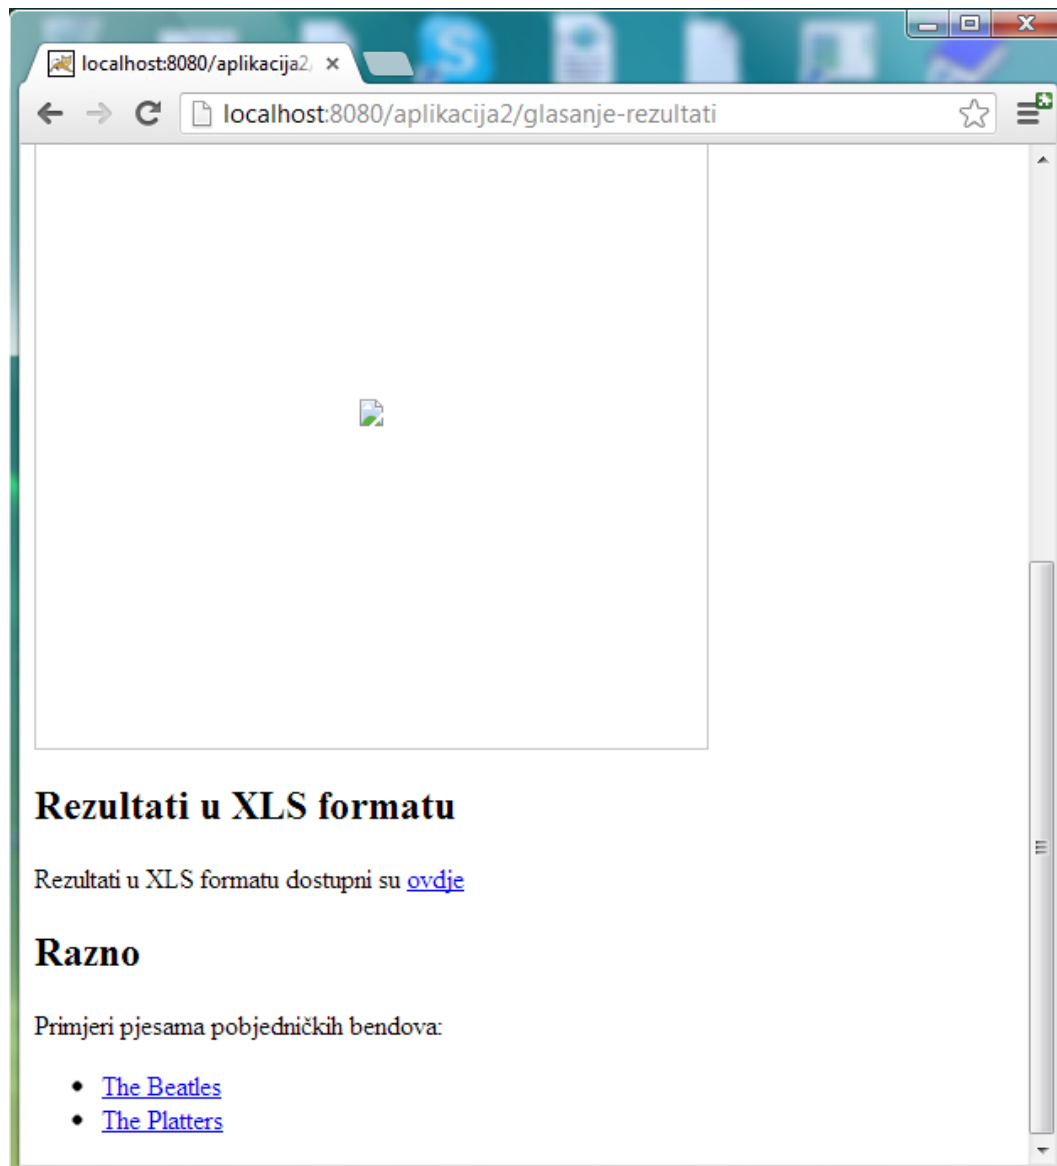 localhost:8080/aplikacija2/
localhost:8080/aplikacija2/glasanje-rezultati
Rezultati u XLS formatu
Rezultati u XLS formatu dostupni su ovdje
Razno
Primjeri pjesama pobjedničkih bendova:
The Beatles
The Platters